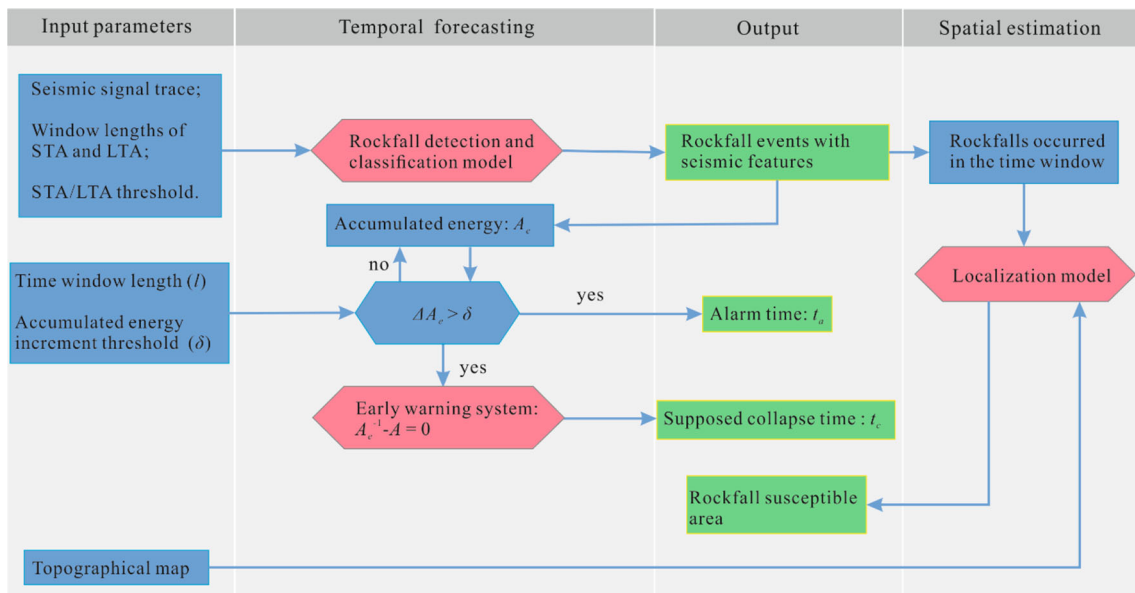 Input parameters
Temporal forecasting
Output
Spatial estimation
Seismic signal trace;
Window lengths of
STA and LTA;
STA/LTA threshold.
Rockfall detection and
classification model
Rockfall events with
seismic features
Rockfalls occurred
in the time window
Accumulated energy: Ae
no
Time window length (l)
Accumulated energy
increment threshold (δ)
ΔAe > δ
yes
Alarm time: ta
Localization model
yes
Early warning system:
Ae⁻¹-A = 0
Supposed collapse time : tc
Rockfall susceptible
area
Topographical map